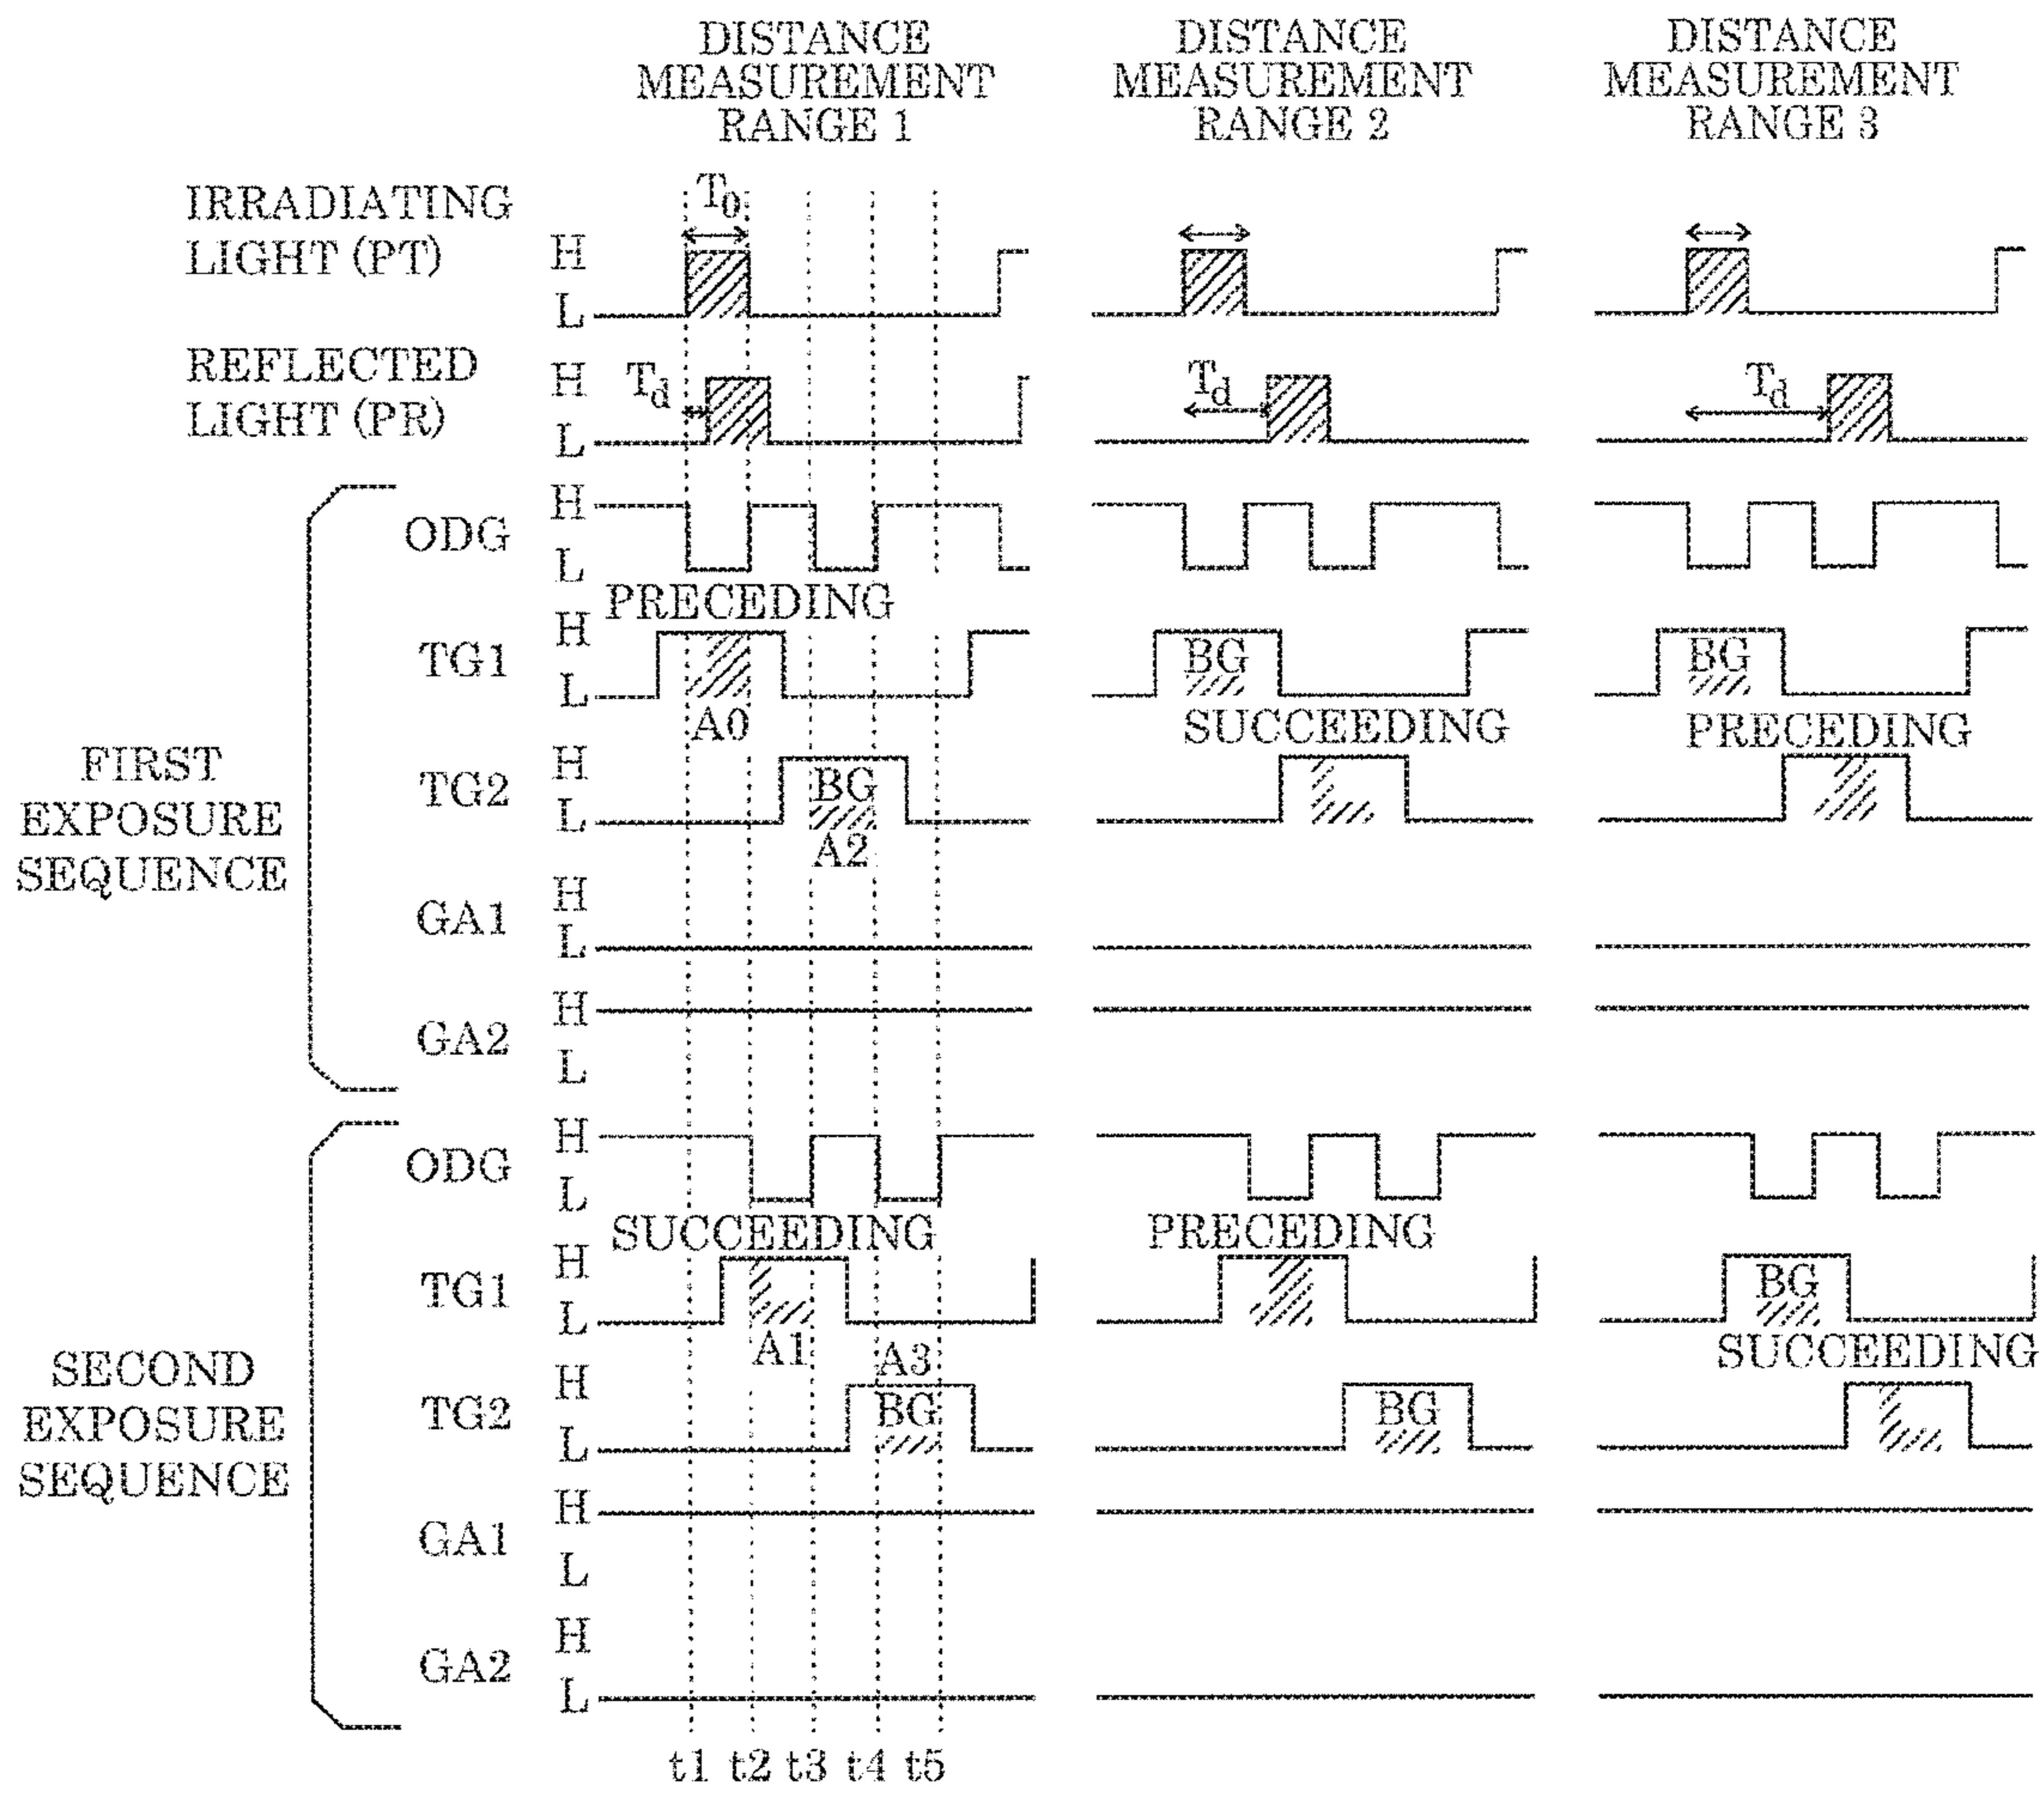 DISTANCE MEASUREMENT RANGE 1
DISTANCE MEASUREMENT RANGE 2
DISTANCE MEASUREMENT RANGE 3
IRRADIATING LIGHT (PT)
H
L
T0
REFLECTED LIGHT (PR)
H
L
Td
Td
Td
FIRST EXPOSURE SEQUENCE
ODG
H
L
PRECEDING
TG1
H
L
A0
BG
BG
SUCCEEDING
PRECEDING
TG2
H
L
BG
A2
GA1
H
L
GA2
H
L
SECOND EXPOSURE SEQUENCE
ODG
H
L
SUCCEEDING
PRECEDING
TG1
H
L
A1
BG
SUCCEEDING
TG2
H
L
A3
BG
BG
GA1
H
L
GA2
H
L
t1 t2 t3 t4 t5